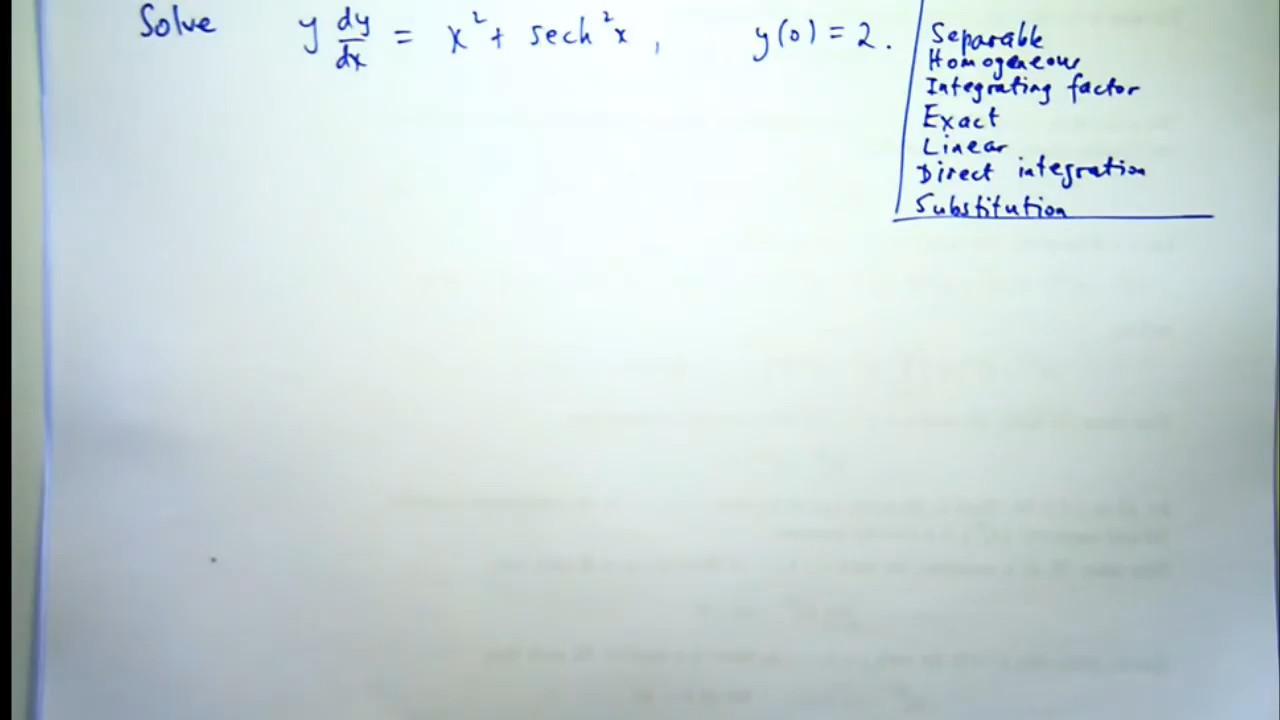 Solve y dy/dx = x² + sech²x , y(0) = 2 .
Separable
Homogeneous
Integrating factor
Exact
Linear
Direct integration
Substitution